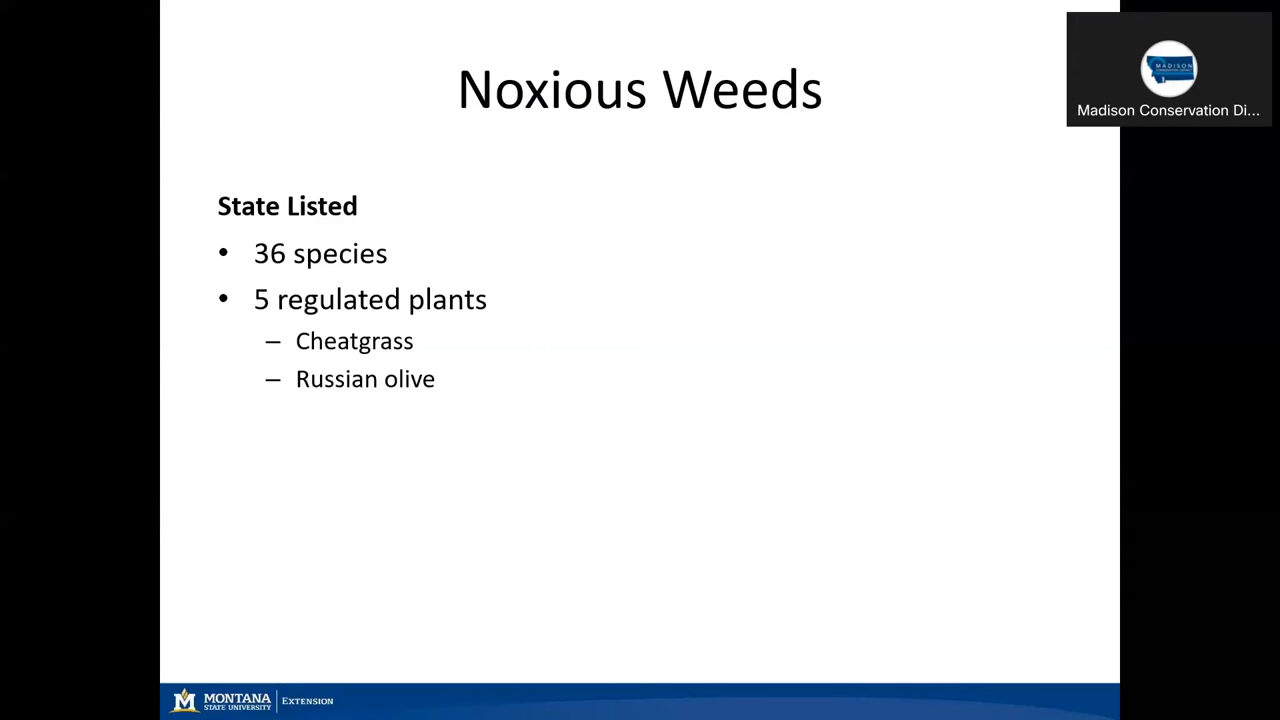 Noxious Weeds
MADISON
Madison Conservation Di...
State Listed
• 36 species
• 5 regulated plants
– Cheatgrass
– Russian olive
M MONTANA
STATE UNIVERSITY
EXTENSION